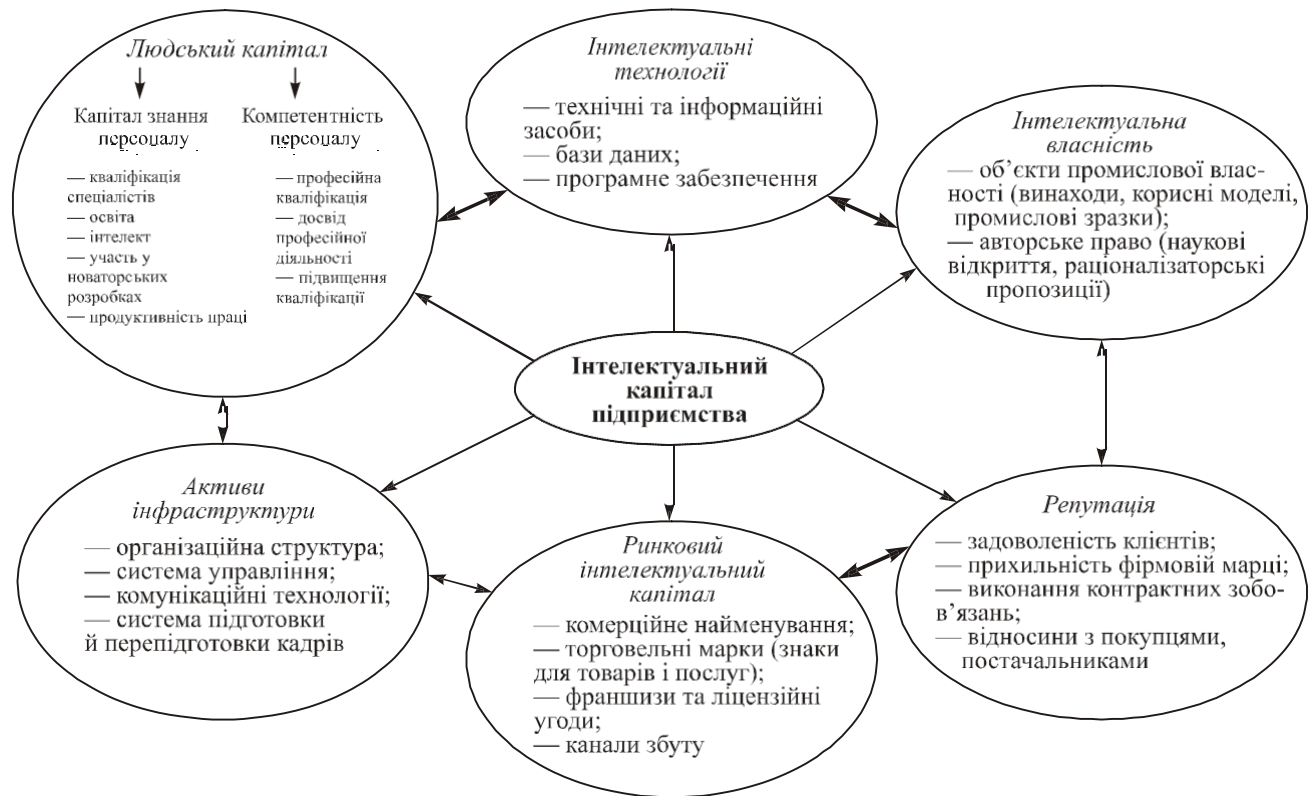 Людський капітал
Капітал знання
персоналу
— кваліфікація
спеціалістів
— освіта
— інтелект
— участь у
новаторських
розробках
— продуктивність праці
Компетентність
персоналу
— професійна
кваліфікація
— досвід
професійної
діяльності
— підвищення
кваліфікації
Інтелектуальні
технології
— технічні та інформаційні
засоби;
— бази даних;
— програмне забезпечення
Інтелектуальна
власність
— об’єкти промислової влас-
ності (винаходи, корисні моделі,
промислові зразки);
— авторське право (наукові
відкриття, раціоналізаторські
пропозиції)
Інтелектуальний
капітал
підприємства
Активи
інфраструктури
— організаційна структура;
— система управління;
— комунікаційні технології;
— система підготовки
й перепідготовки кадрів
Ринковий
інтелектуальний
капітал
— комерційне найменування;
— торговельні марки (знаки
для товарів і послуг);
— франшизи та ліцензійні
угоди;
— канали збуту
Репутація
— задоволеність клієнтів;
— прихильність фірмовій марці;
— виконання контрактних зобо-
в’язань;
— відносини з покупцями,
постачальниками